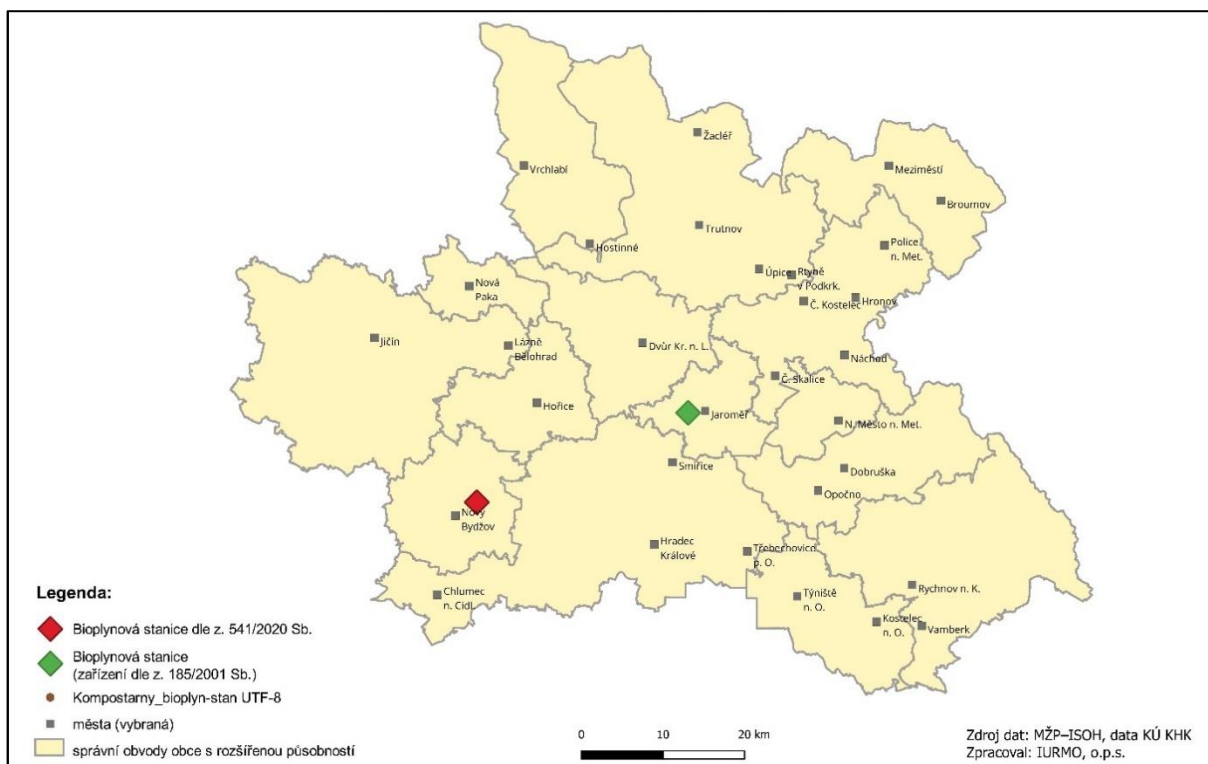 Žacléř
Vrchlabí
Meziměstí
Broumov
Trutnov
Hostinné
Police
n. Met.
Úpice
Rtyně
v Podkrk.
Nová
Paka
Č. Kostelec
Hronov
Jičín
Lázně
Bělohrad
Dvůr Kr. n. L.
Náchod
Č. Skalice
Hořice
Jaroměř
N. Město n. Met.
Smiřice
Dobruška
Opočno
Nový
Bydžov
Hradec
Králové
Třebechovice
p. O.
Chlumec
n. Cidl.
Týniště
n. O.
Rychnov n. K.
Kostelec
n. O.
Vamberk
Legenda:
Bioplynová stanice dle z. 541/2020 Sb.
Bioplynová stanice
(zařízení dle z. 185/2001 Sb.)
Kompostarny_bioplyn-stan UTF-8
města (vybraná)
správní obvody obce s rozšířenou působností
0 10 20 km
Zdroj dat: MŽP–ISOH, data KÚ KHK
Zpracoval: IURMO, o.p.s.